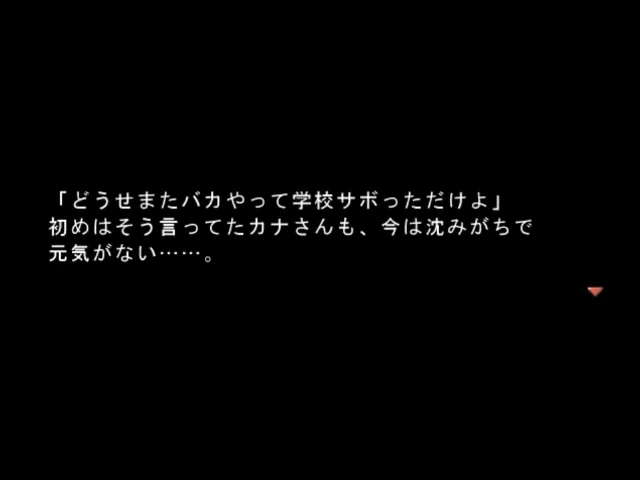 「どうせまたバカやって学校サボっただけよ」
初めはそう言ってたカナさんも、今は沈みがちで
元気がない……。